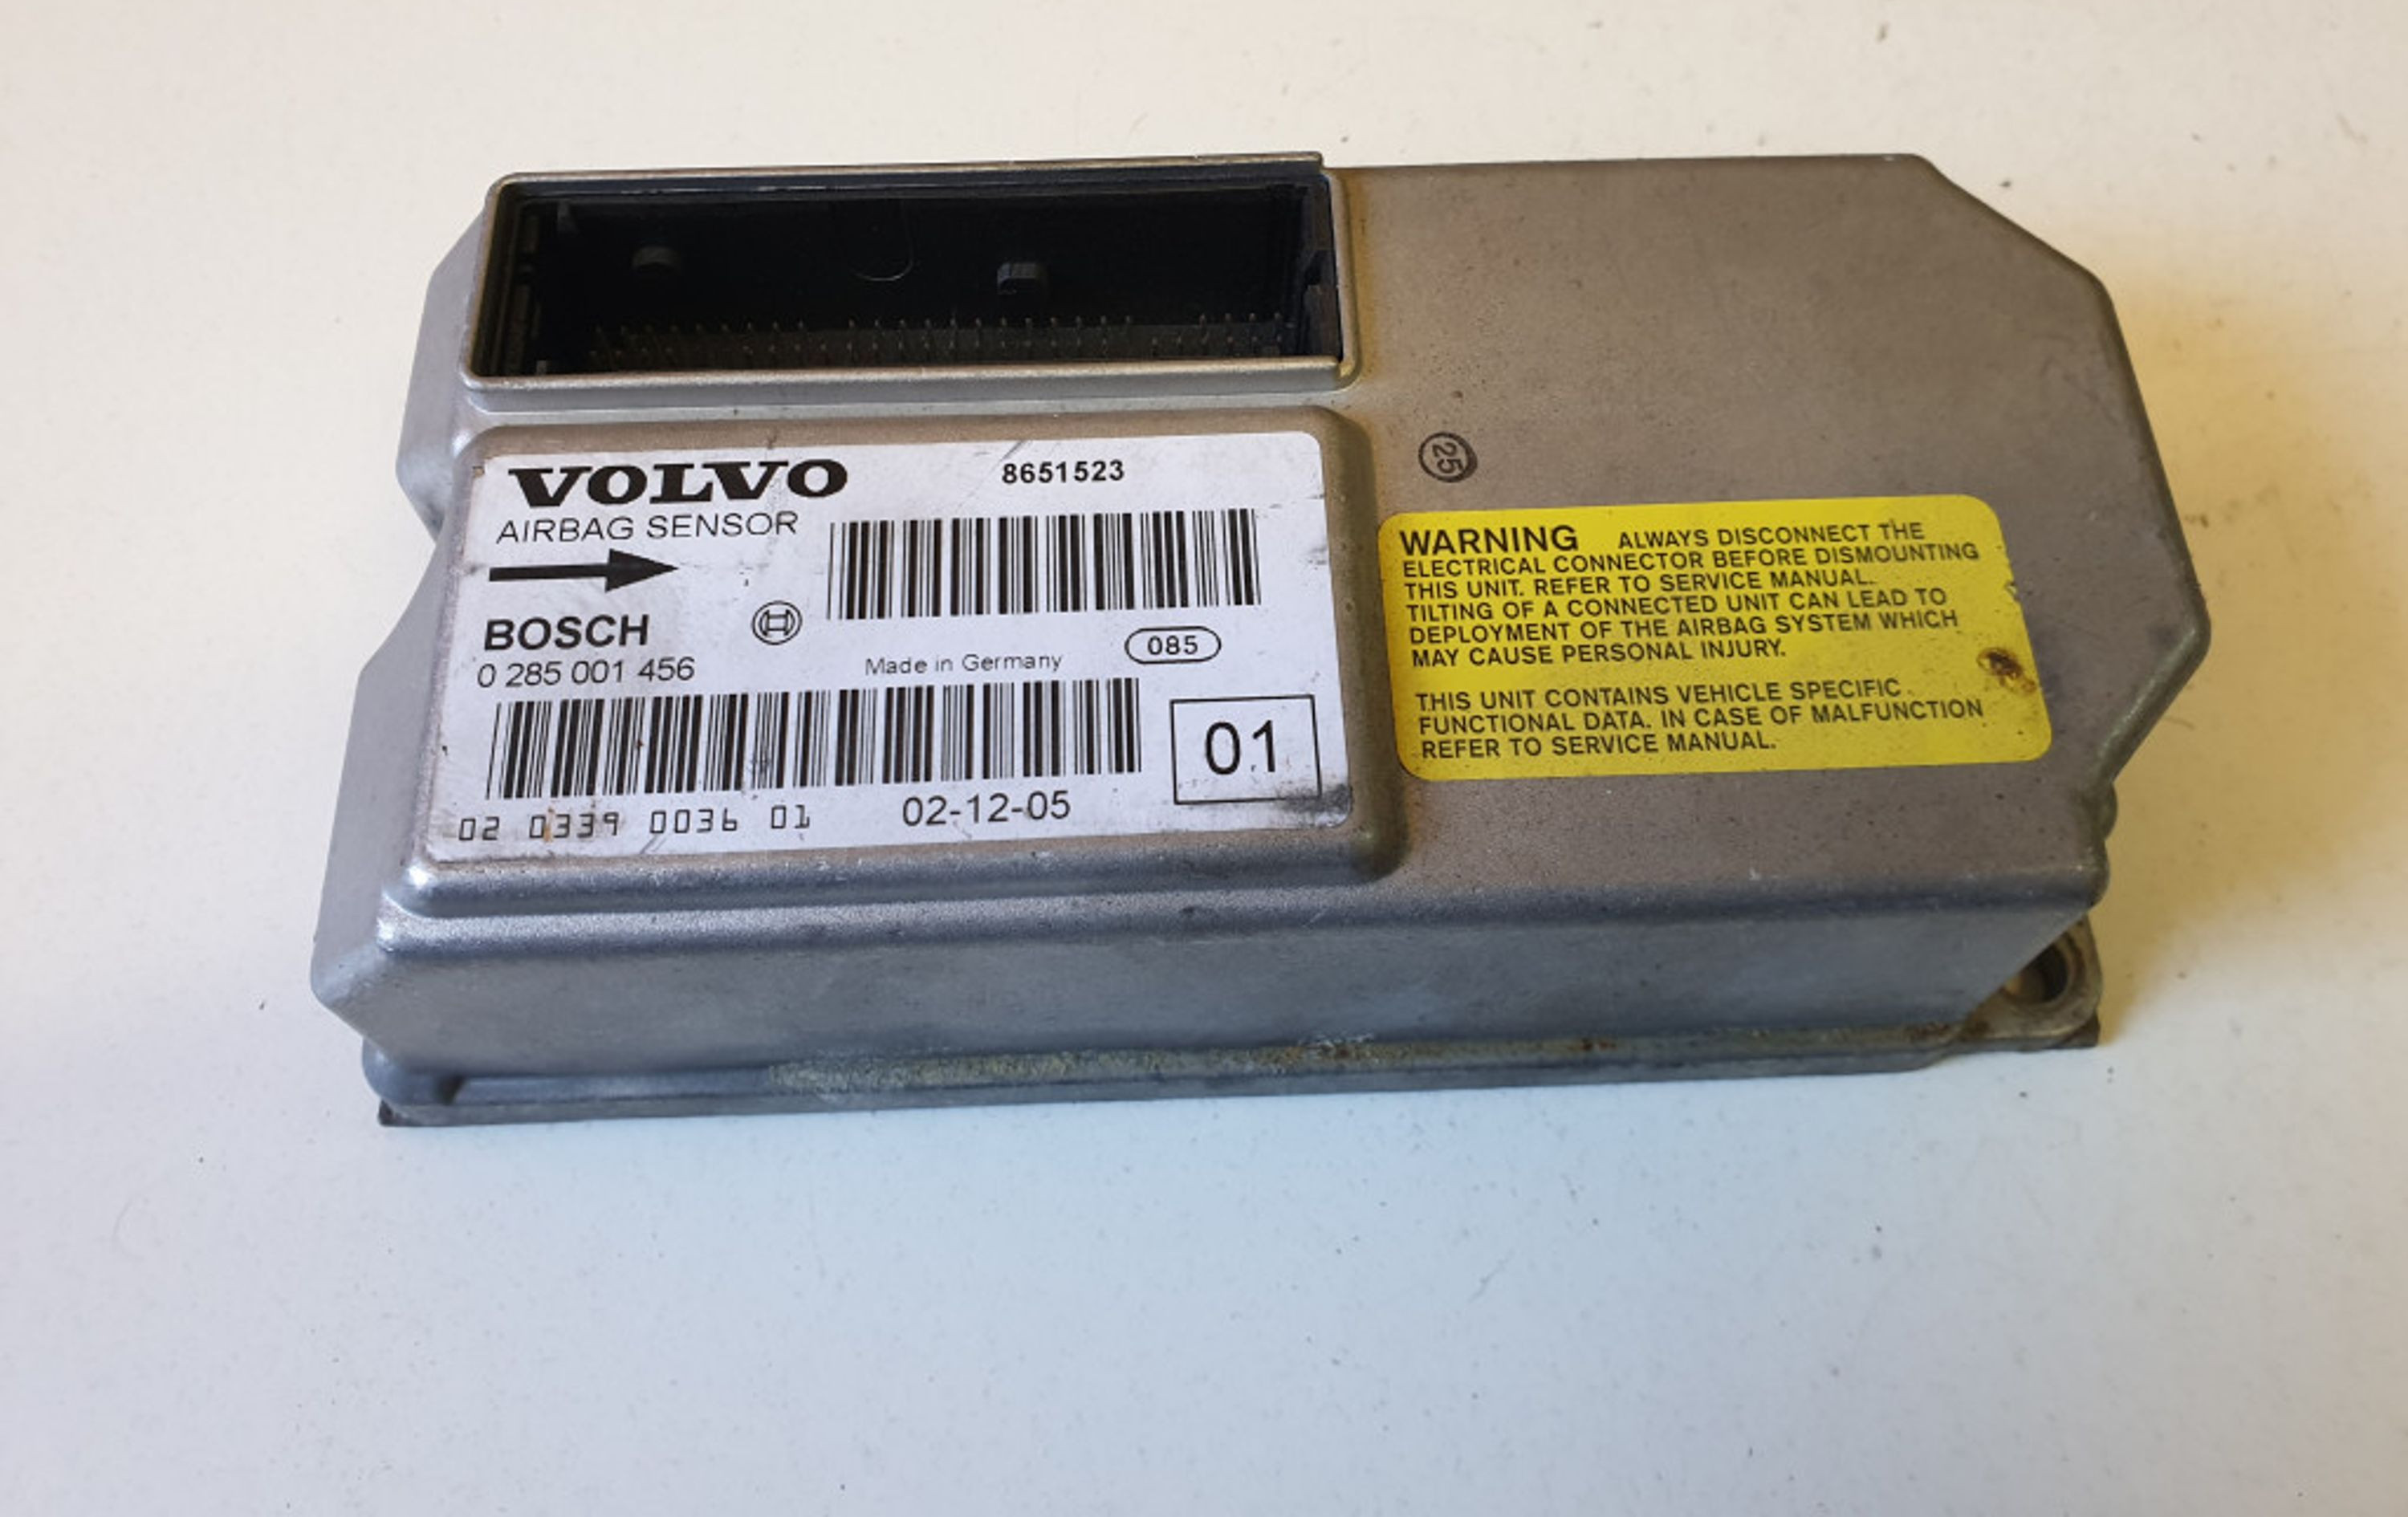 VOLVO
8651523
AIRBAG SENSOR
BOSCH
0 285 001 456
Made in Germany
085
01
02 0339 0036 01
02-12-05
25
WARNING ALWAYS DISCONNECT THE
ELECTRICAL CONNECTOR BEFORE DISMOUNTING
THIS UNIT. REFER TO SERVICE MANUAL.
TILTING OF A CONNECTED UNIT CAN LEAD TO
DEPLOYMENT OF THE AIRBAG SYSTEM WHICH
MAY CAUSE PERSONAL INJURY.
THIS UNIT CONTAINS VEHICLE SPECIFIC
FUNCTIONAL DATA. IN CASE OF MALFUNCTION
REFER TO SERVICE MANUAL.